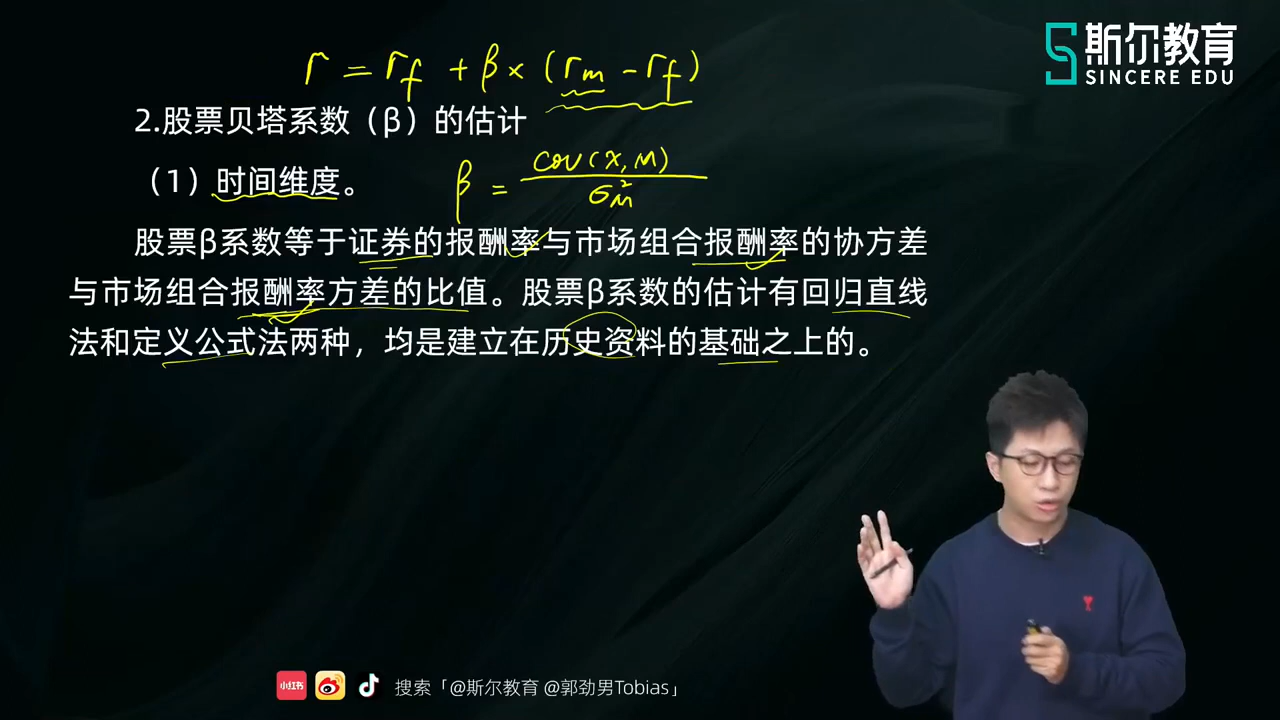 斯尔教育
SINCERE EDU
r = rf + β × (rm - rf)
2.股票贝塔系数（β）的估计
（1）时间维度。
β = COV(X,M) / σM²
股票β系数等于证券的报酬率与市场组合报酬率的协方差
与市场组合报酬率方差的比值。股票β系数的估计有回归直线
法和定义公式法两种，均是建立在历史资料的基础之上的。
小红书
搜索「@斯尔教育 @郭劲男Tobias」